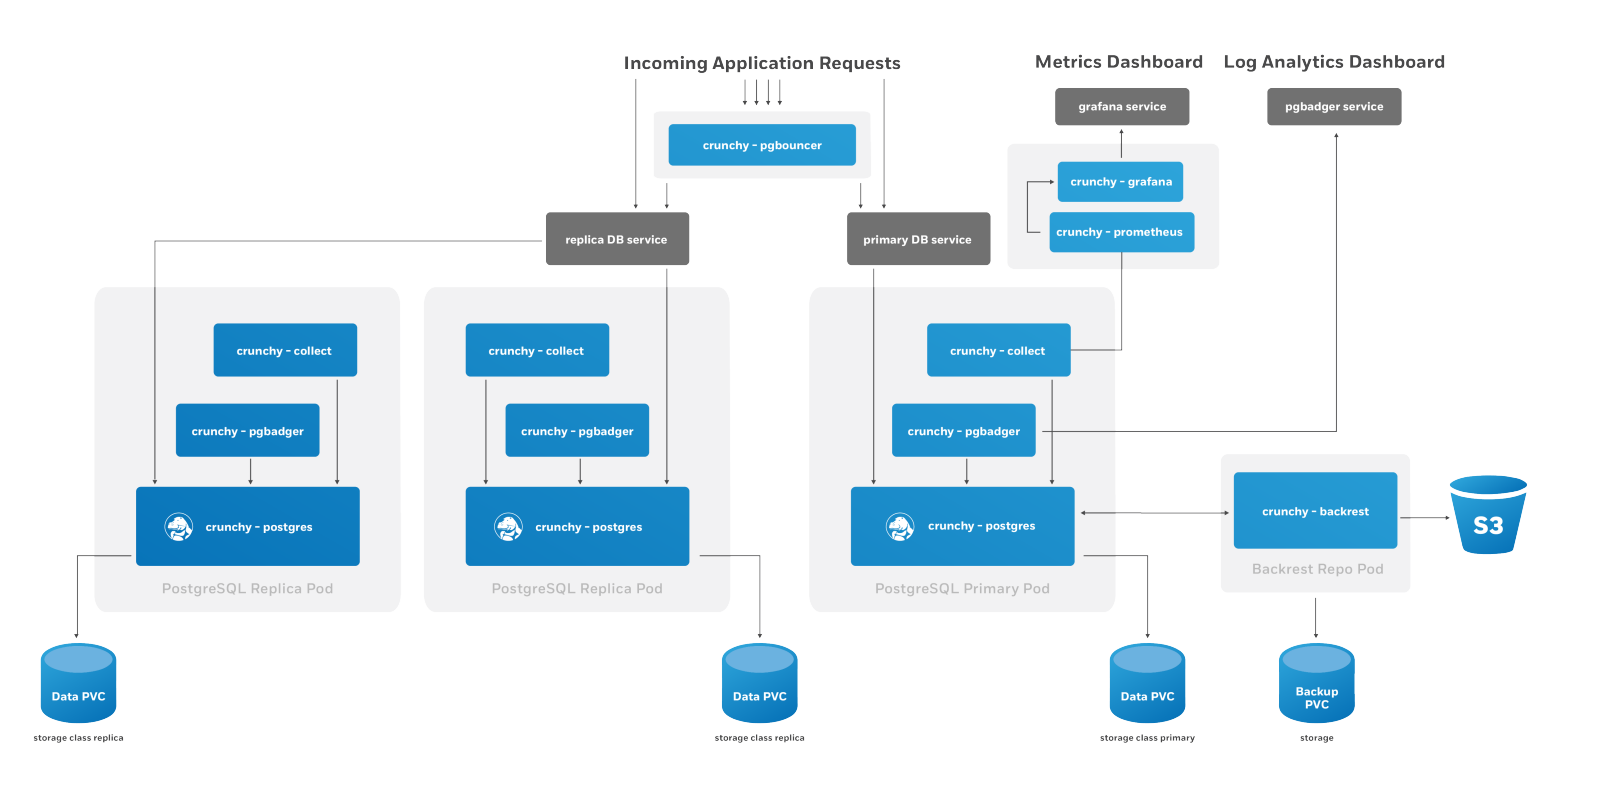 Incoming Application Requests
Metrics Dashboard
Log Analytics Dashboard
grafana service
pgbadger service
crunchy - pgbouncer
crunchy - grafana
crunchy - prometheus
replica DB service
primary DB service
crunchy - collect
crunchy - collect
crunchy - collect
crunchy - pgbadger
crunchy - pgbadger
crunchy - pgbadger
crunchy - postgres
crunchy - postgres
crunchy - postgres
crunchy - backrest
S3
PostgreSQL Replica Pod
PostgreSQL Replica Pod
PostgreSQL Primary Pod
Backrest Repo Pod
Data PVC
Data PVC
Data PVC
Backup
PVC
storage class replica
storage class replica
storage class primary
storage